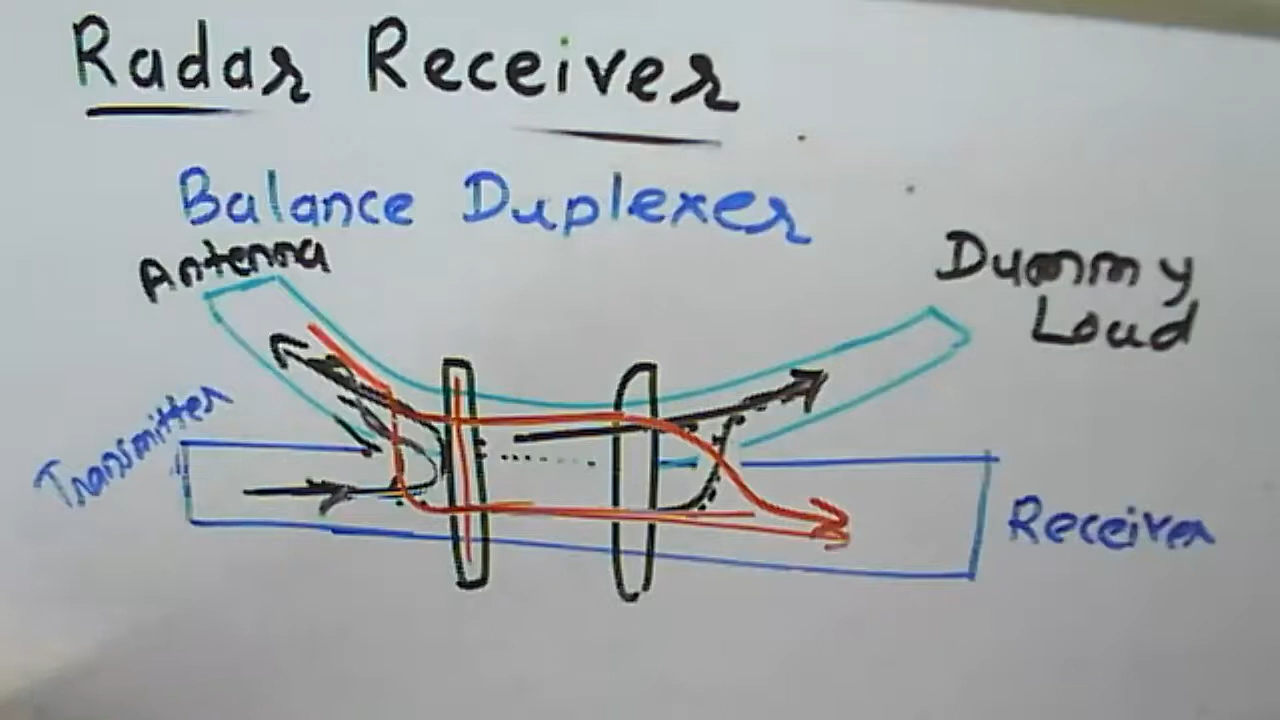 Radar Receiver
Balance Duplexer
Antenna
Dummy
Load
Transmitter
Receiver